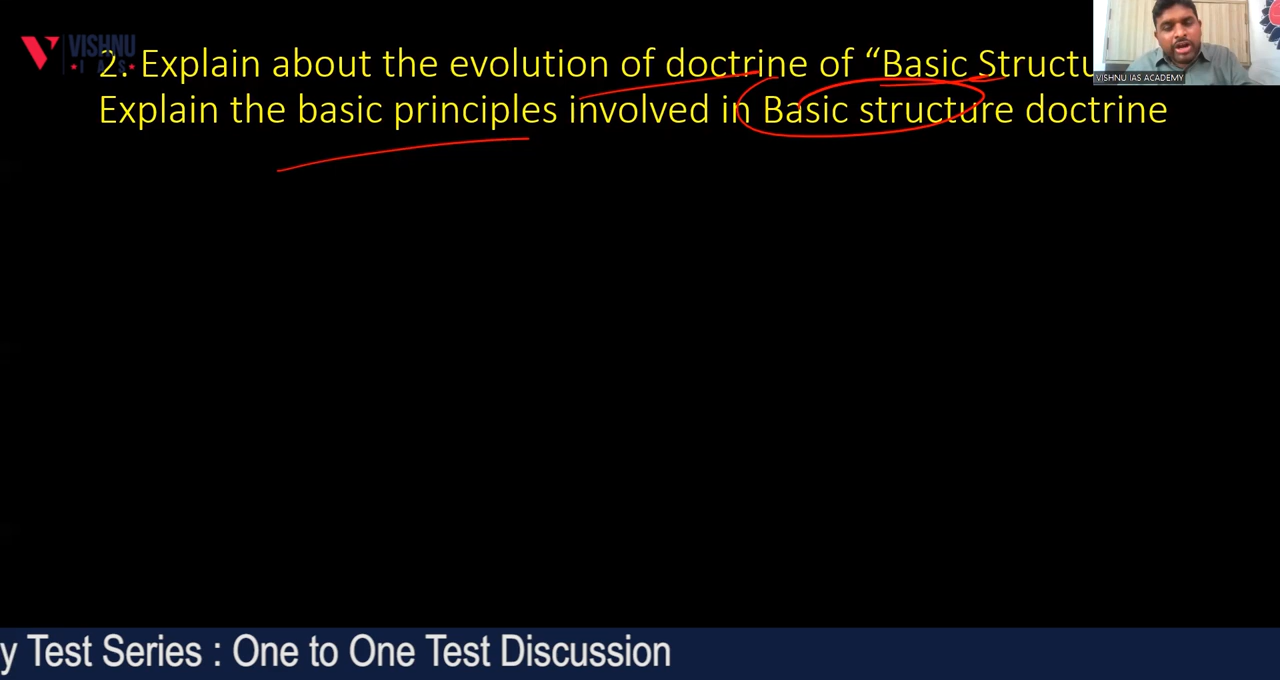 VISHNU
IAS
2. Explain about the evolution of doctrine of “Basic Structu
Explain the basic principles involved in Basic structure doctrine
VISHNU IAS ACADEMY
y Test Series : One to One Test Discussion